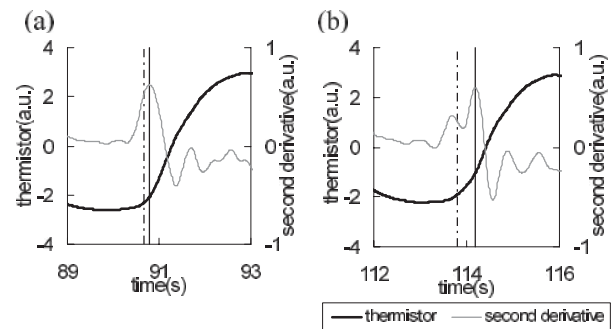 (a)
(b)
4
2
0
-2
-4
thermistor(a.u.)
1
0
-1
second derivative(a.u.)
89
91
93
time(s)
4
2
0
-2
-4
thermistor(a.u.)
1
0
-1
second derivative(a.u.)
112
114
116
time(s)
thermistor
second derivative